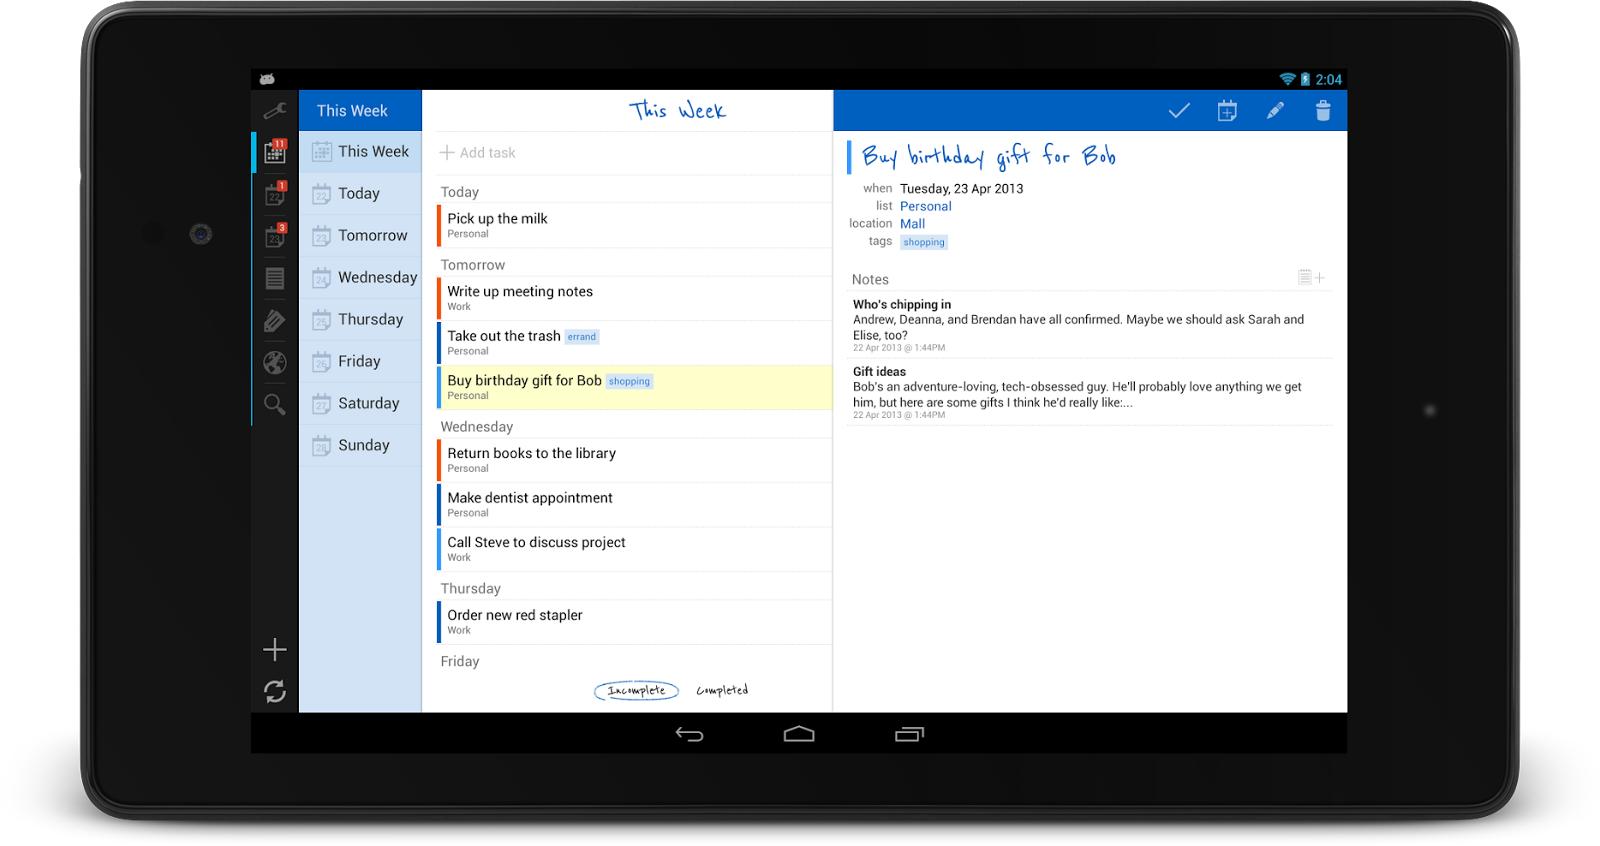 2:04
11
22
1
23
3
This Week
This Week
Today
Tomorrow
Wednesday
Thursday
Friday
Saturday
Sunday
22
23
24
25
26
27
28
This Week
Add task
Today
Pick up the milk
Personal
Tomorrow
Write up meeting notes
Work
Take out the trash errand
Personal
Buy birthday gift for Bob shopping
Personal
Wednesday
Return books to the library
Personal
Make dentist appointment
Personal
Call Steve to discuss project
Work
Thursday
Order new red stapler
Work
Friday
Incomplete Completed
Buy birthday gift for Bob
when Tuesday, 23 Apr 2013
list Personal
location Mall
tags shopping
Notes
Who's chipping in
Andrew, Deanna, and Brendan have all confirmed. Maybe we should ask Sarah and
Elise, too?
22 Apr 2013 @ 1:44PM
Gift ideas
Bob's an adventure-loving, tech-obsessed guy. He'll probably love anything we get
him, but here are some gifts I think he'd really like:...
22 Apr 2013 @ 1:44PM